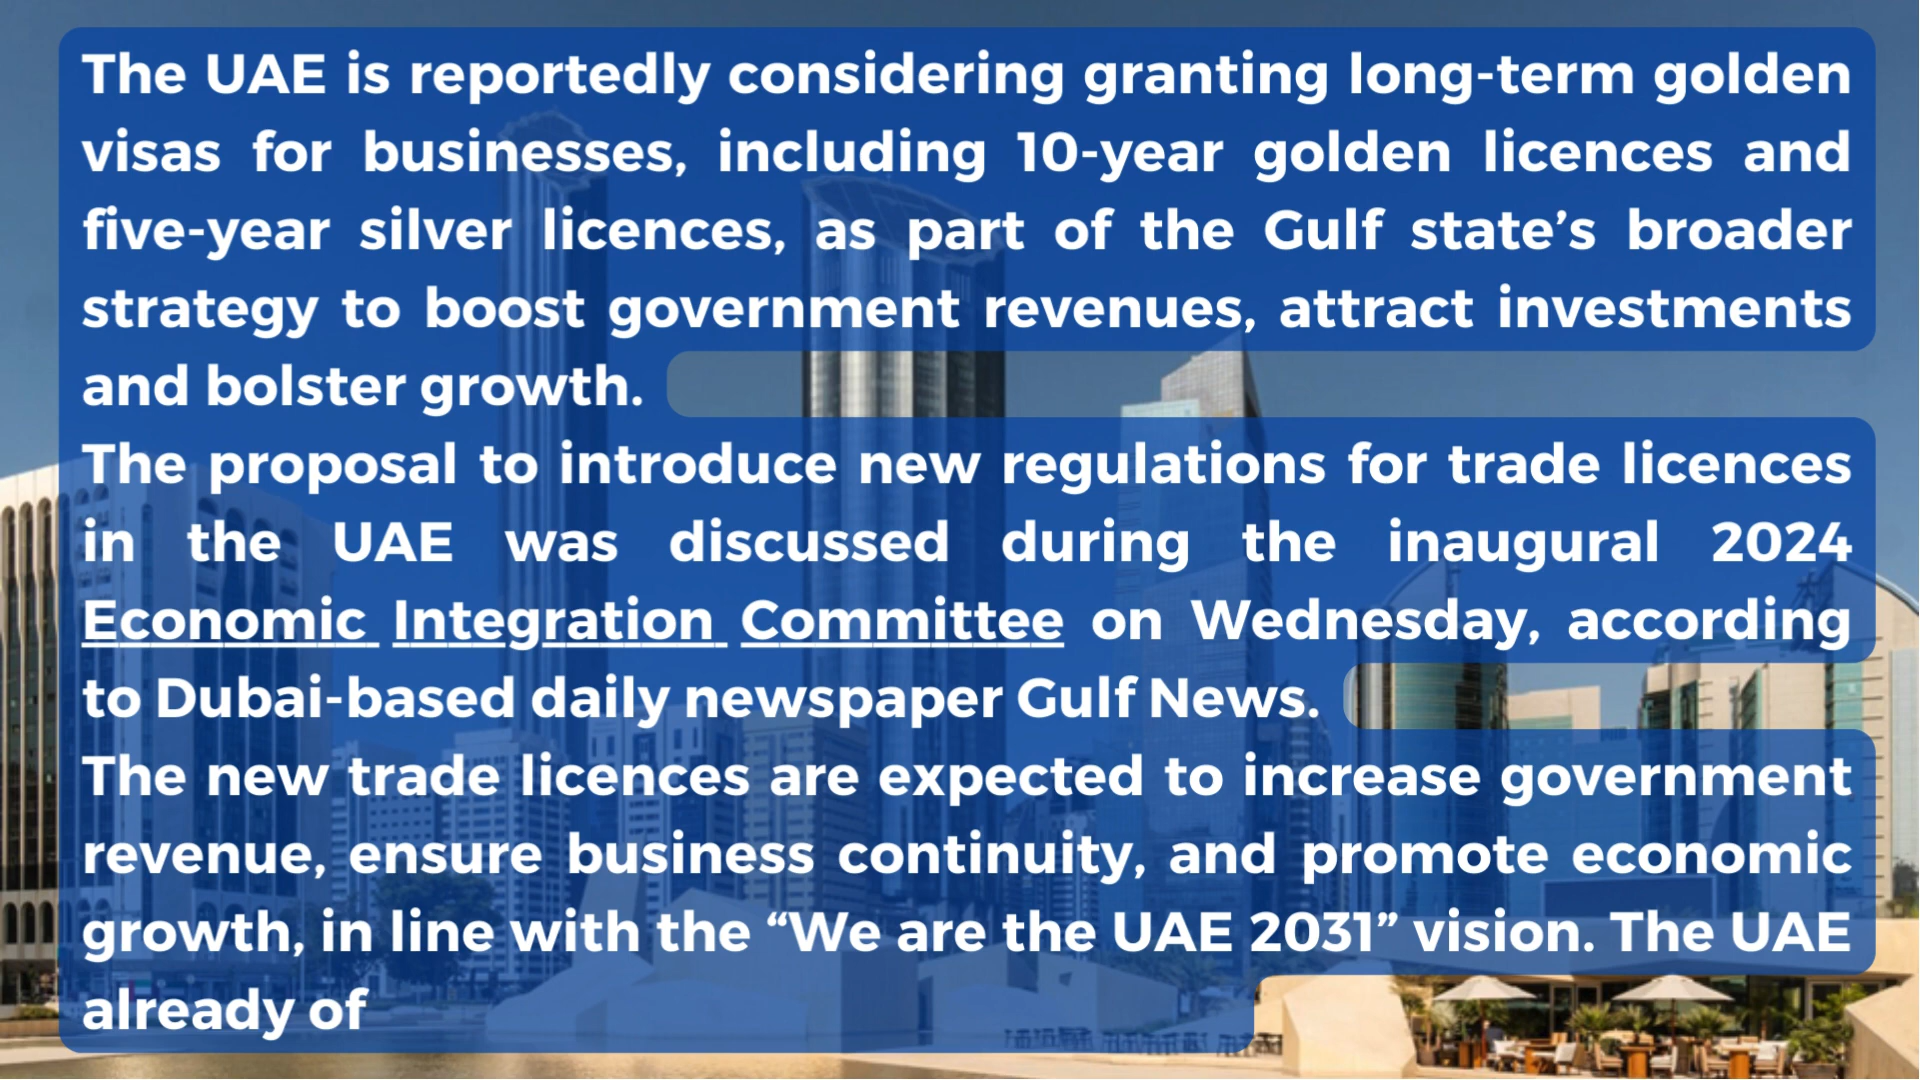 The UAE is reportedly considering granting long-term golden
visas for businesses, including 10-year golden licences and
five-year silver licences, as part of the Gulf state’s broader
strategy to boost government revenues, attract investments
and bolster growth.
The proposal to introduce new regulations for trade licences
in the UAE was discussed during the inaugural 2024
Economic Integration Committee on Wednesday, according
to Dubai-based daily newspaper Gulf News.
The new trade licences are expected to increase government
revenue, ensure business continuity, and promote economic
growth, in line with the “We are the UAE 2031” vision. The UAE
already of